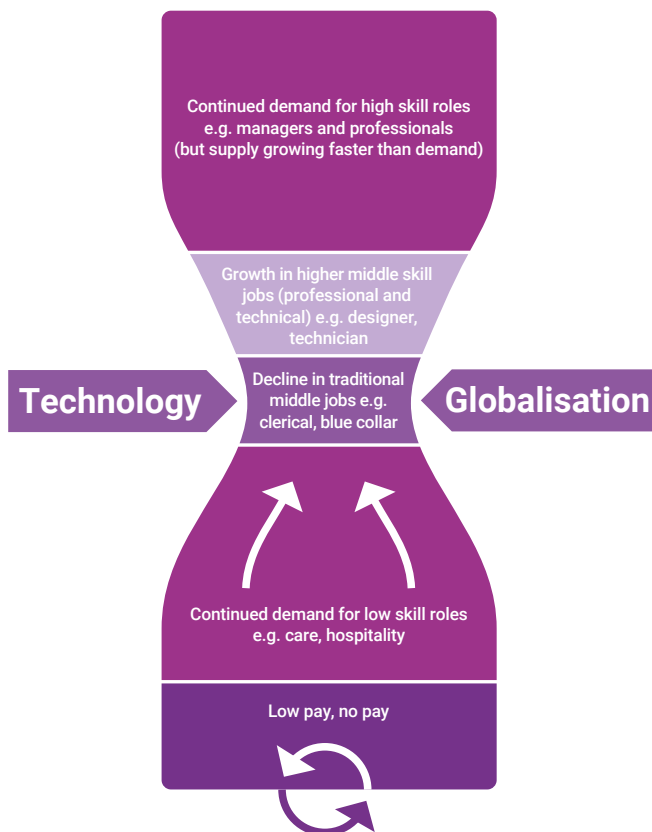 Continued demand for high skill roles
e.g. managers and professionals
(but supply growing faster than demand)
Growth in higher middle skill
jobs (professional and
technical) e.g. designer,
technician
Technology
Decline in traditional
middle jobs e.g.
clerical, blue collar
Globalisation
Continued demand for low skill roles
e.g. care, hospitality
Low pay, no pay